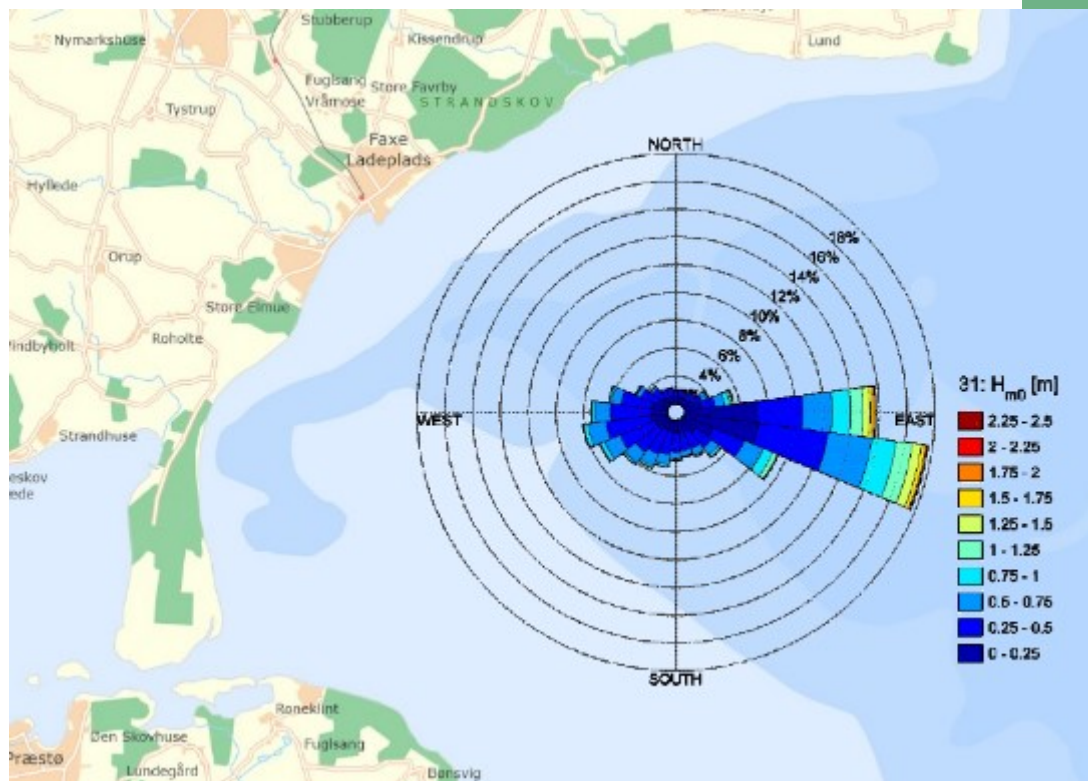 Stubberup
Nymarkshuse
Kissendrup
Lund
Fuglsang
Vråmose
Store Favrby
STRANDSKOV
Tystrup
Faxe
Ladeplads
NORTH
Hyllede
18%
16%
Orup
14%
12%
Store Elmue
10%
8%
Roholte
6%
4%
31: Hm0 [m]
WEST
EAST
2.25 - 2.5
Strandhuse
2 - 2.25
1.75 - 2
1.5 - 1.75
1.25 - 1.5
1 - 1.25
0.75 - 1
0.5 - 0.75
0.25 - 0.5
0 - 0.25
SOUTH
Roneklint
Øen Skovhuse
Fuglsang
Præstø
Lundegård
Bønsvig